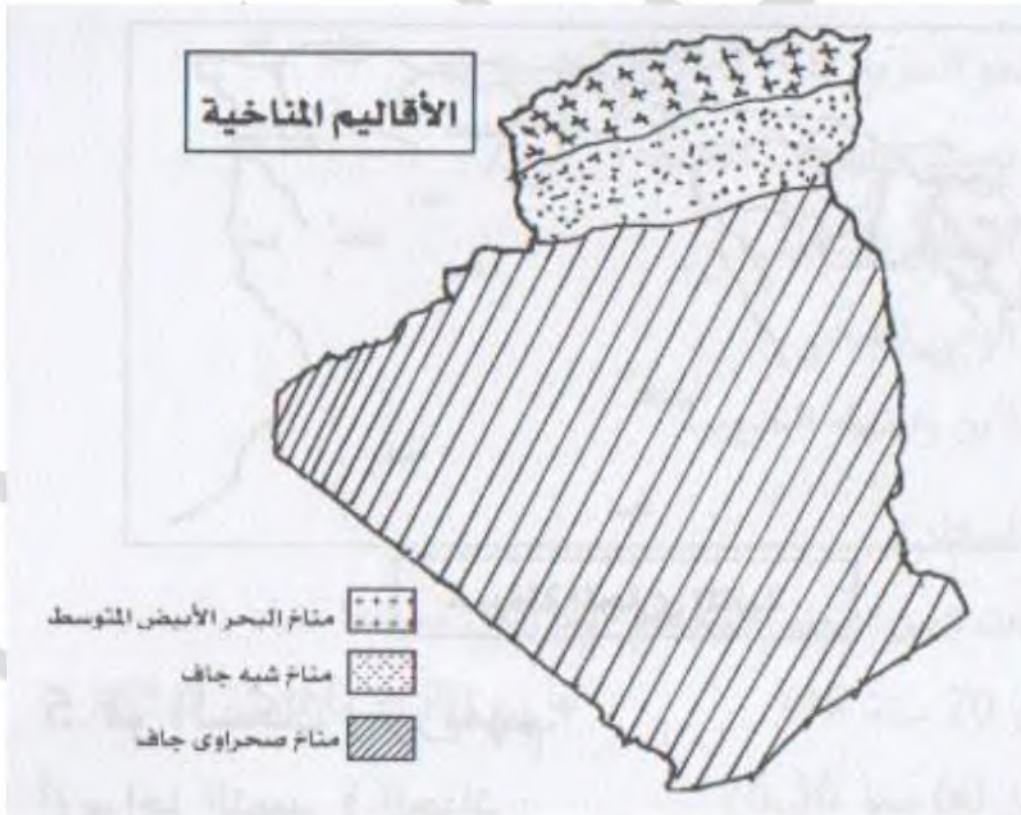 الأقاليم المناخية
مناخ البحر الأبيض المتوسط
مناخ شبه جاف
مناخ صحراوى جاف